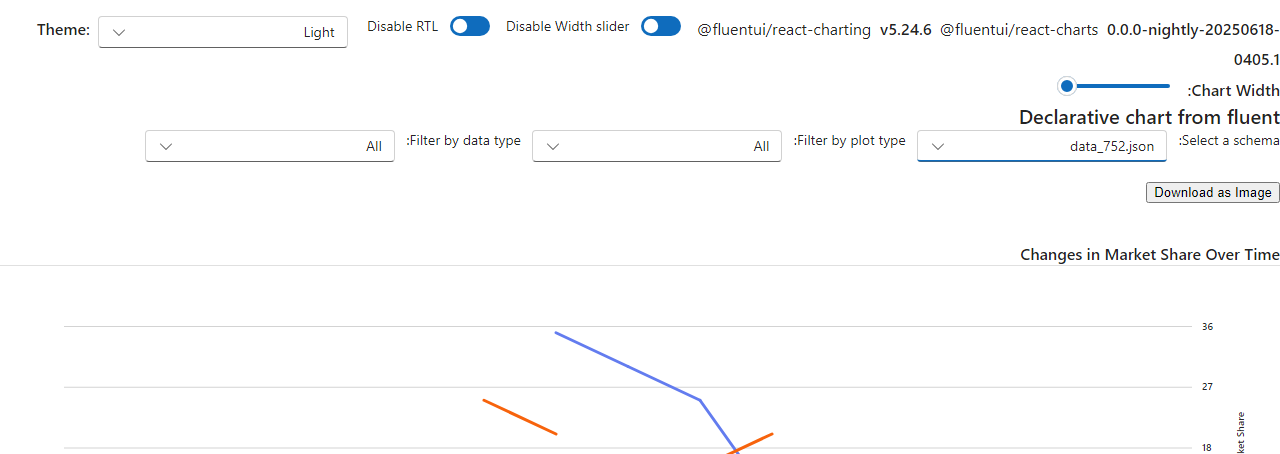 Theme: Light Disable RTL Disable Width slider @fluentui/react-charting v5.24.6 @fluentui/react-charts 0.0.0-nightly-20250618-
0405.1
:Chart Width
Declarative chart from fluent
:Select a schema data_752.json :Filter by plot type All :Filter by data type All
Download as Image
Changes in Market Share Over Time
36
27
18
Share